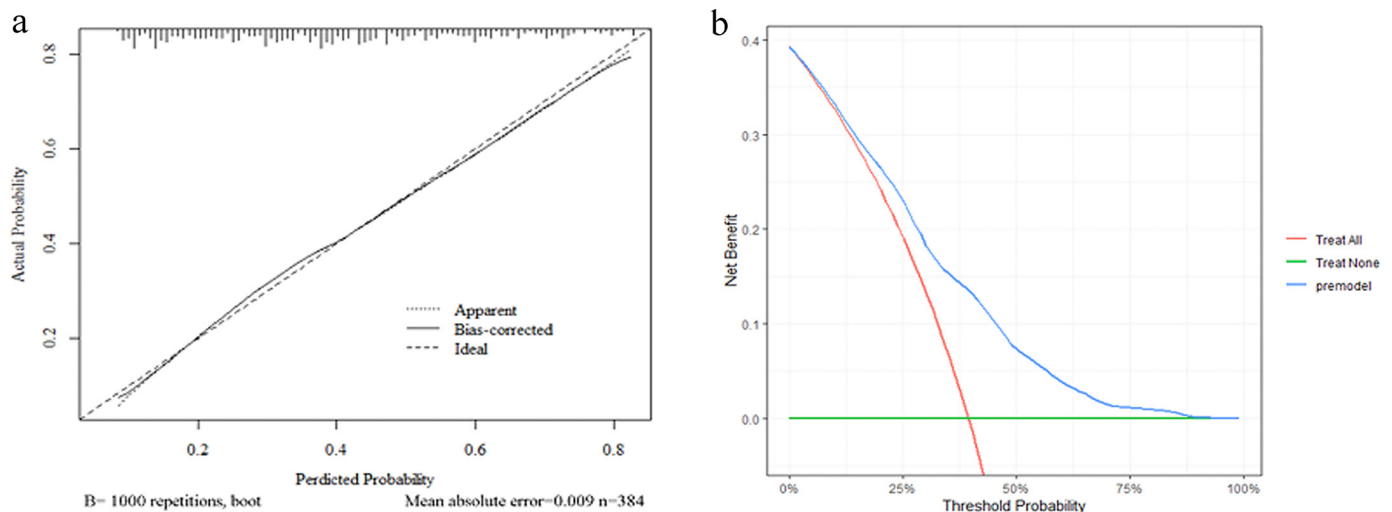 a
0.8
0.6
0.4
0.2
Actual Probability
Apparent
Bias-corrected
Ideal
0.2 0.4 0.6 0.8
Perdicted Probability
B= 1000 repetitions, boot Mean absolute error=0.009 n=384
b
0.4
0.3
0.2
0.1
0.0
Net Benefit
0% 25% 50% 75% 100%
Threshold Probability
Treat All
Treat None
premodel